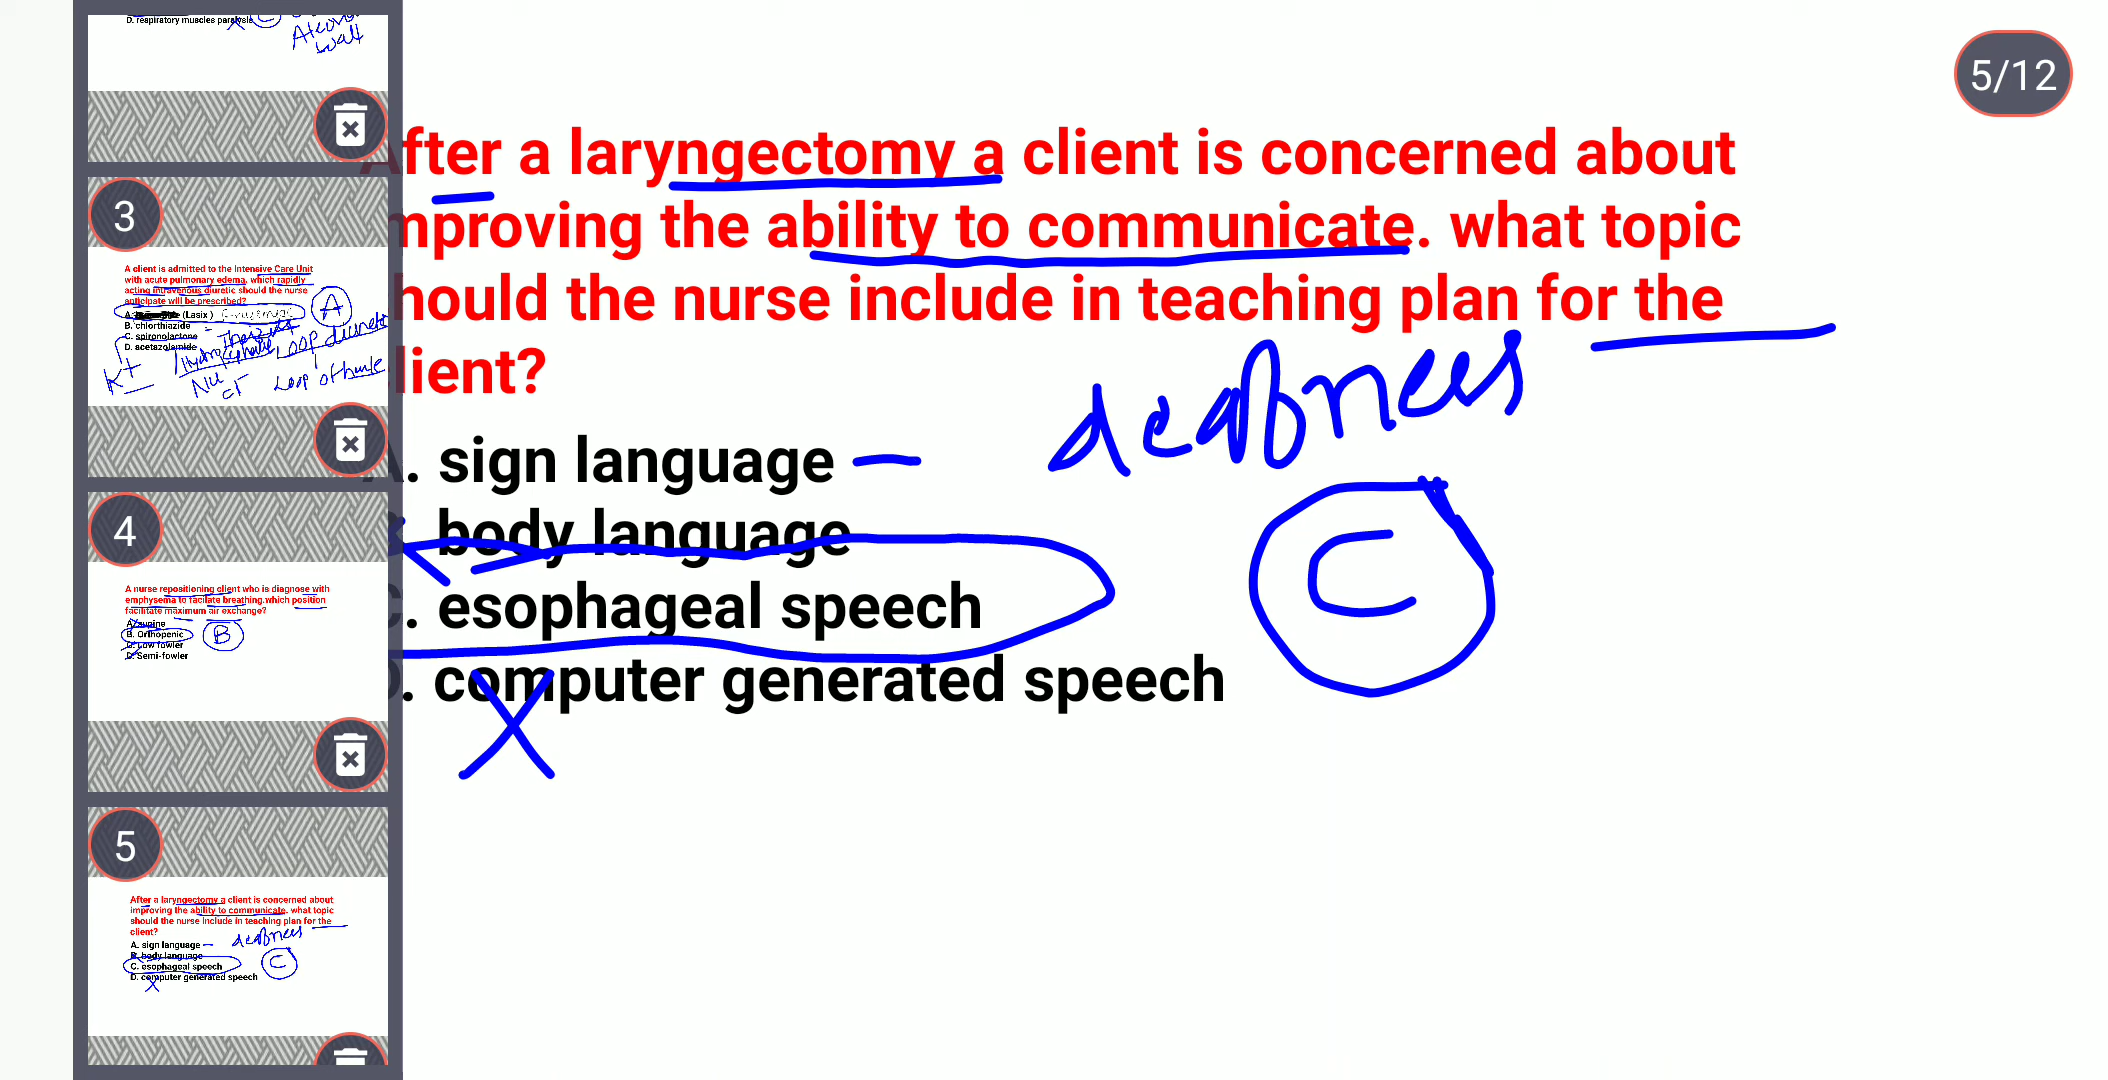 D. respiratory muscles paralysis
wall
3
A client is admitted to the Intensive Care Unit
with acute pulmonary edema. which rapidly
acting intravenous diuretic should the nurse
anticipate will be prescribed?
(Lasix )
A
B. chlorthiazide
C. spironolactone
D. acetazolamide
Loop diuretic
K+
Loop of
4
A nurse repositioning client who is diagnose with
emphysema to facilate breathing.which position
facilitate maximum air exchange?
A. supine
B. Orthopenic
B
C. Low fowler
D. Semi-fowler
5
After a laryngectomy a client is concerned about
improving the ability to communicate. what topic
should the nurse include in teaching plan for the
client?
A. sign language –
deafness
B. body language
C. esophageal speech
C
D. computer generated speech
X
5/12
After a laryngectomy a client is concerned about
mproving the ability to communicate. what topic
hould the nurse include in teaching plan for the
lient?
deafness
A. sign language –
body language
C. esophageal speech
C
D. computer generated speech
X